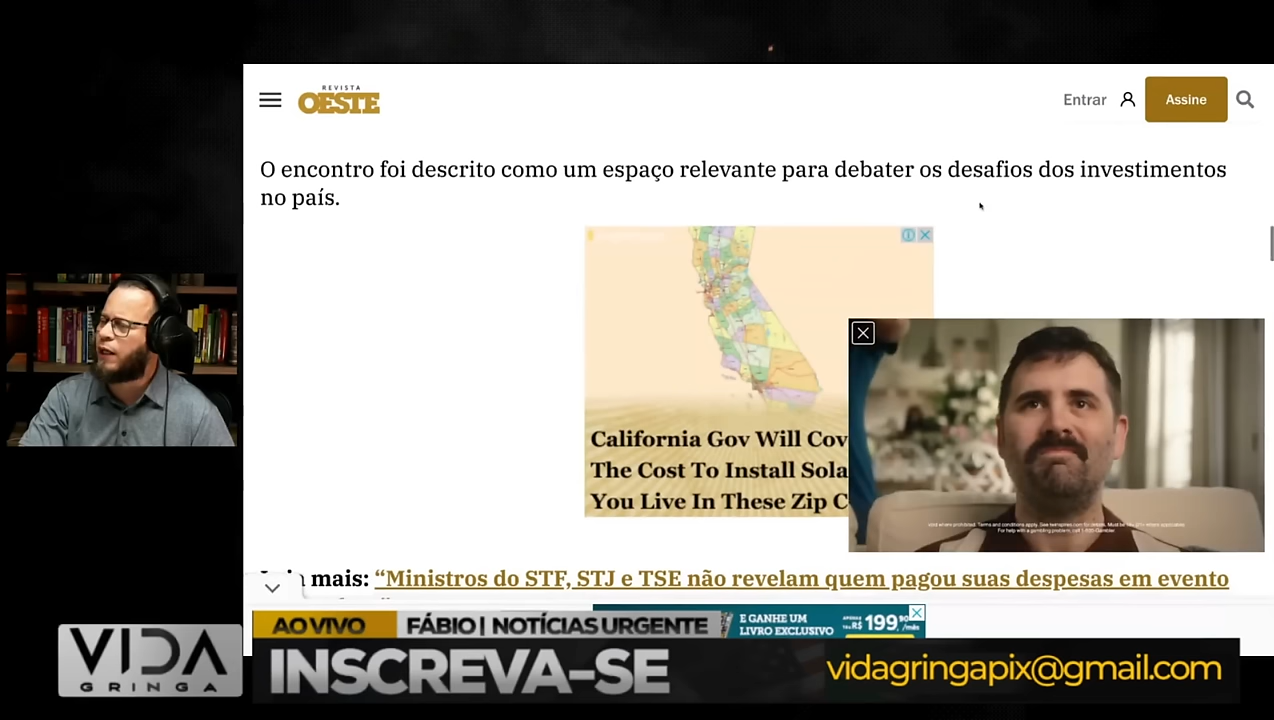 REVISTA
OESTE
Entrar
Assine
O encontro foi descrito como um espaço relevante para debater os desafios dos investimentos
no país.
California Gov Will Cov
The Cost To Install Sola
You Live In These Zip C
mais: “Ministros do STF, STJ e TSE não revelam quem pagou suas despesas em evento
E GANHE UM
LIVRO EXCLUSIVO
R$ 199,90/mês
AO VIVO
FÁBIO | NOTÍCIAS URGENTE
VIDA
GRINGA
INSCREVA-SE
vidagringapix@gmail.com